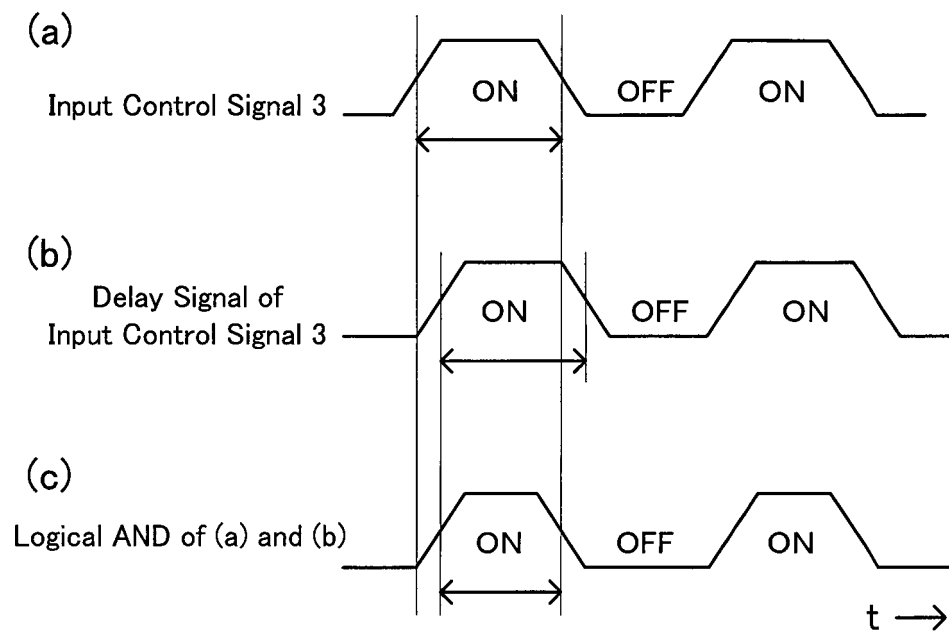 (a)
Input Control Signal 3
ON
OFF
ON
(b)
Delay Signal of
Input Control Signal 3
ON
OFF
ON
(c)
Logical AND of (a) and (b)
ON
OFF
ON
t